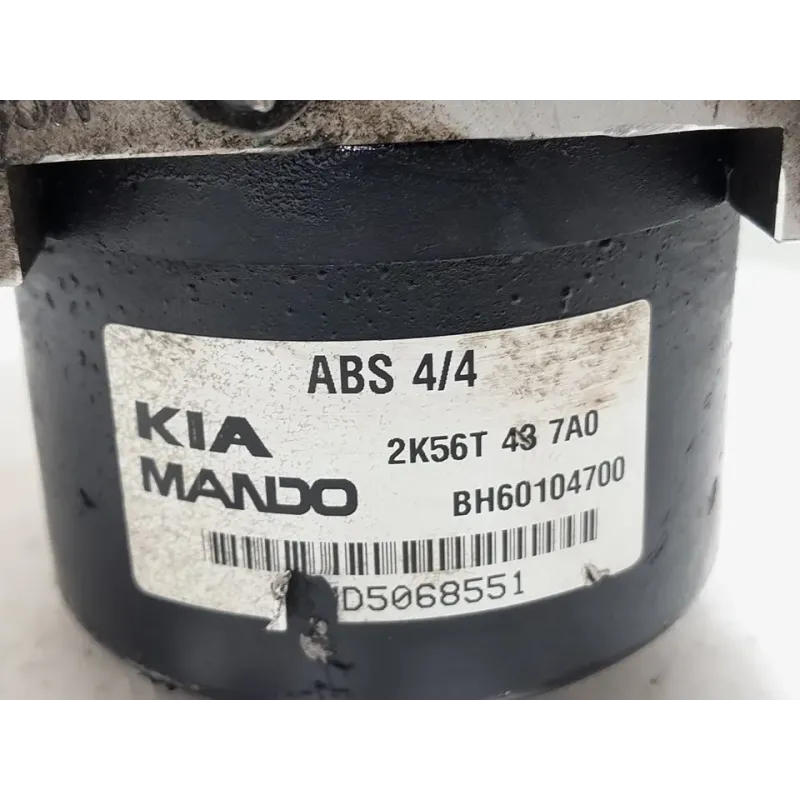 ABS 4/4
KIA
2K56T 43 7A0
MANDO
BH60104700
D5068551